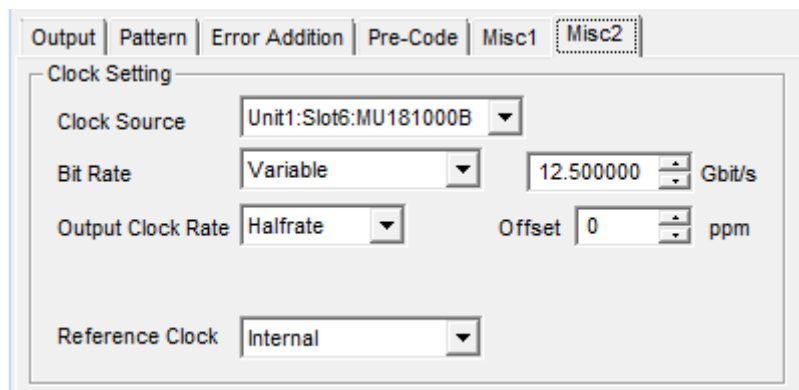 Output Pattern Error Addition Pre-Code Misc1 Misc2
Clock Setting
Clock Source Unit1:Slot6:MU181000B
Bit Rate Variable 12.500000 Gbit/s
Output Clock Rate Halfrate Offset 0 ppm
Reference Clock Internal